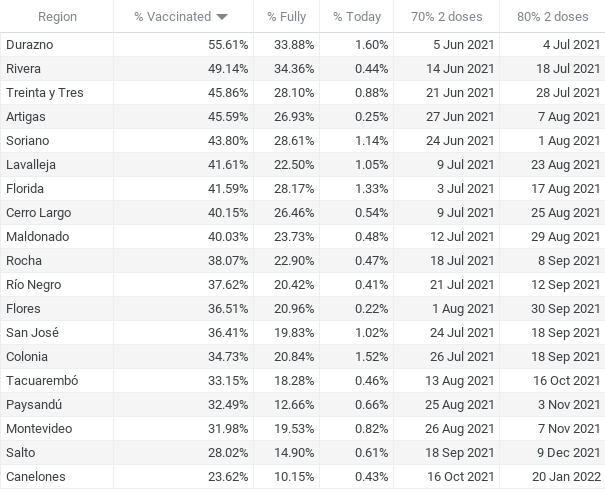 Region % Vaccinated % Fully % Today 70% 2 doses 80% 2 doses
Durazno 55.61% 33.88% 1.60% 5 Jun 2021 4 Jul 2021
Rivera 49.14% 34.36% 0.44% 14 Jun 2021 18 Jul 2021
Treinta y Tres 45.86% 28.10% 0.88% 21 Jun 2021 28 Jul 2021
Artigas 45.59% 26.93% 0.25% 27 Jun 2021 7 Aug 2021
Soriano 43.80% 28.61% 1.14% 24 Jun 2021 1 Aug 2021
Lavalleja 41.61% 22.50% 1.05% 9 Jul 2021 23 Aug 2021
Florida 41.59% 28.17% 1.33% 3 Jul 2021 17 Aug 2021
Cerro Largo 40.15% 26.46% 0.54% 9 Jul 2021 25 Aug 2021
Maldonado 40.03% 23.73% 0.48% 12 Jul 2021 29 Aug 2021
Rocha 38.07% 22.90% 0.47% 18 Jul 2021 8 Sep 2021
Río Negro 37.62% 20.42% 0.41% 21 Jul 2021 12 Sep 2021
Flores 36.51% 20.96% 0.22% 1 Aug 2021 30 Sep 2021
San José 36.41% 19.83% 1.02% 24 Jul 2021 18 Sep 2021
Colonia 34.73% 20.84% 1.52% 26 Jul 2021 18 Sep 2021
Tacuarembó 33.15% 18.28% 0.46% 13 Aug 2021 16 Oct 2021
Paysandú 32.49% 12.66% 0.66% 25 Aug 2021 3 Nov 2021
Montevideo 31.98% 19.53% 0.82% 26 Aug 2021 7 Nov 2021
Salto 28.02% 14.90% 0.61% 18 Sep 2021 9 Dec 2021
Canelones 23.62% 10.15% 0.43% 16 Oct 2021 20 Jan 2022